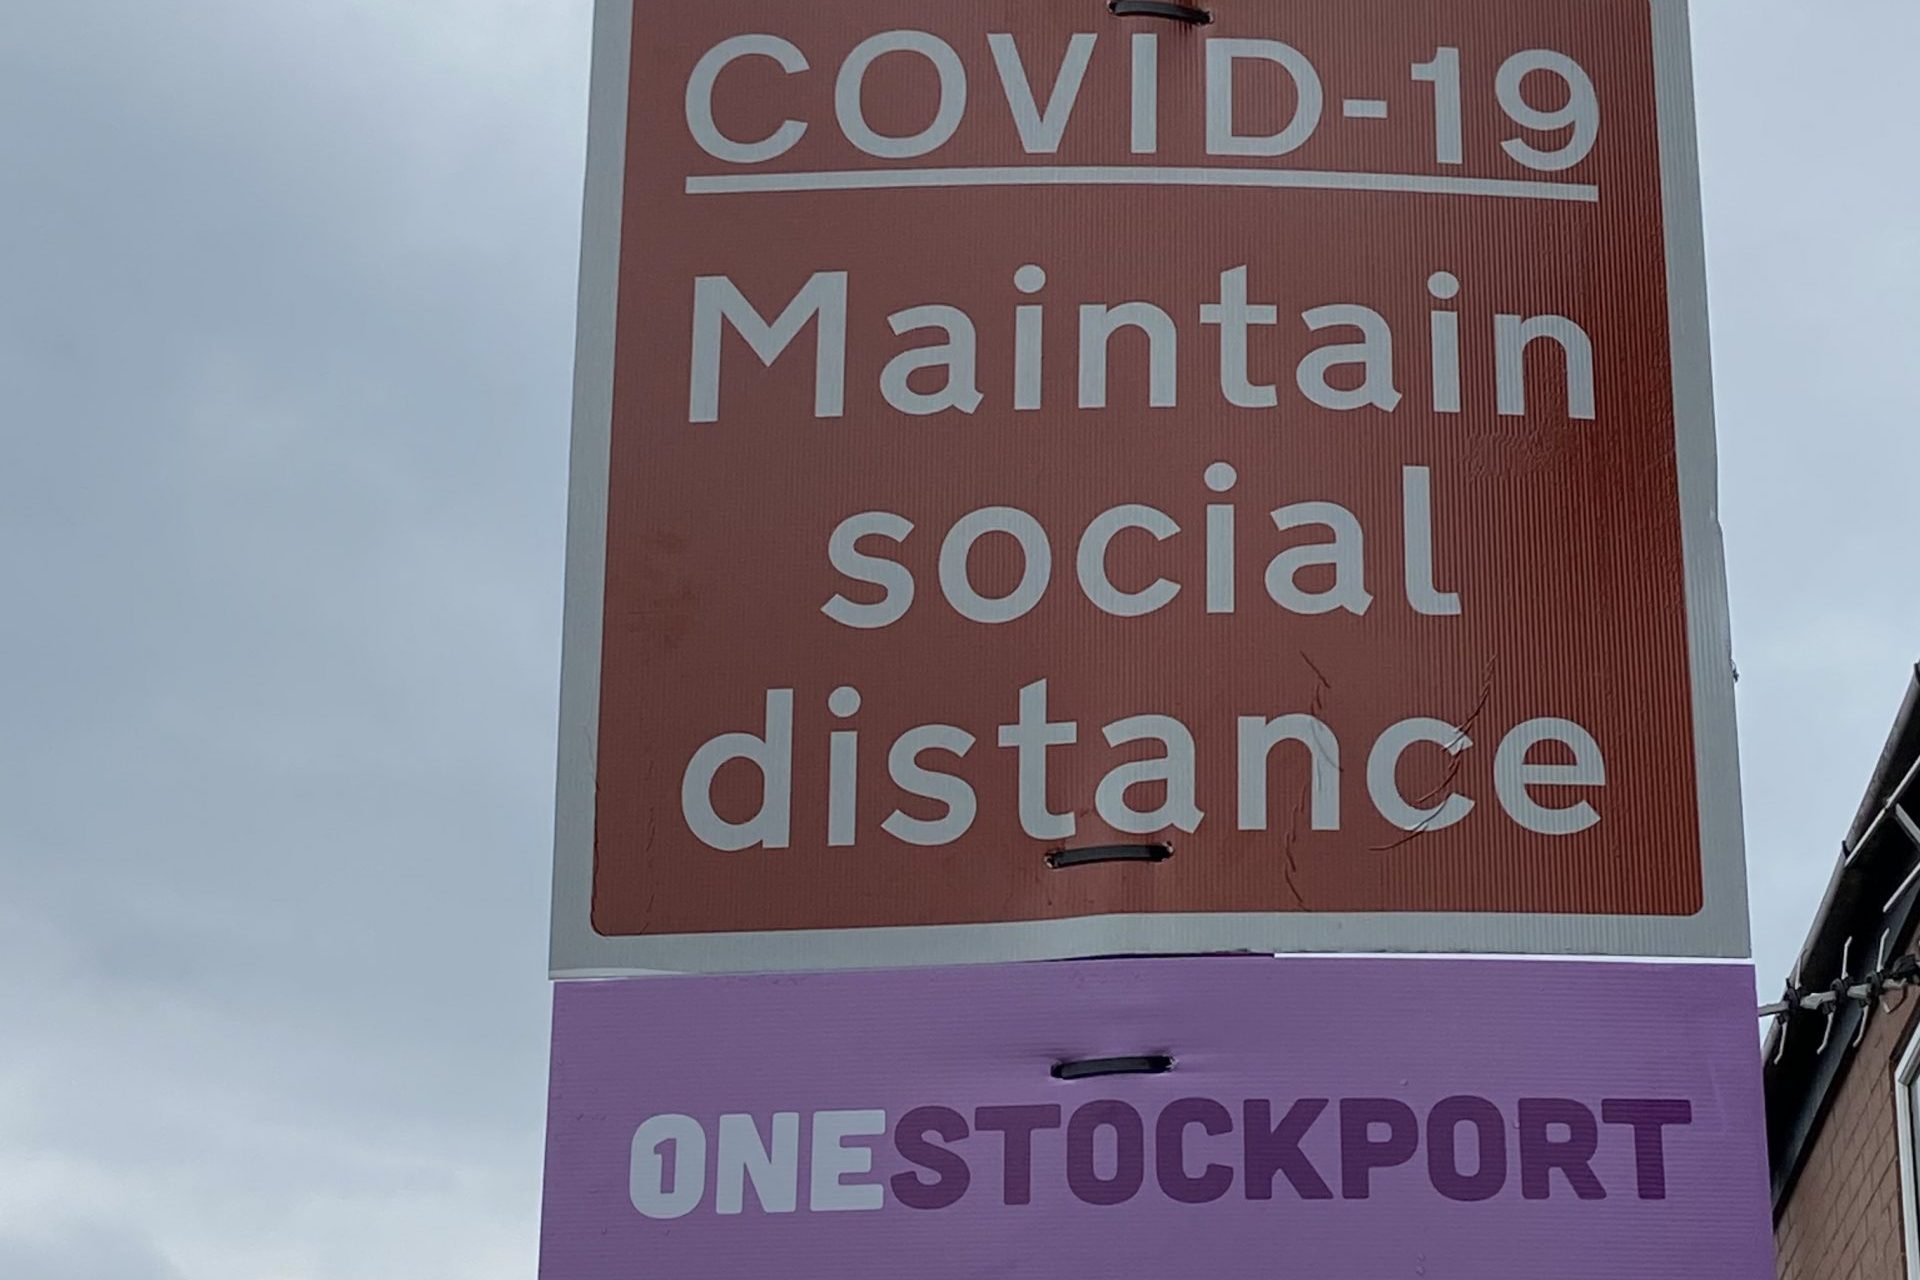 COVID-19
Maintain
social
distance
ONESTOCKPORT